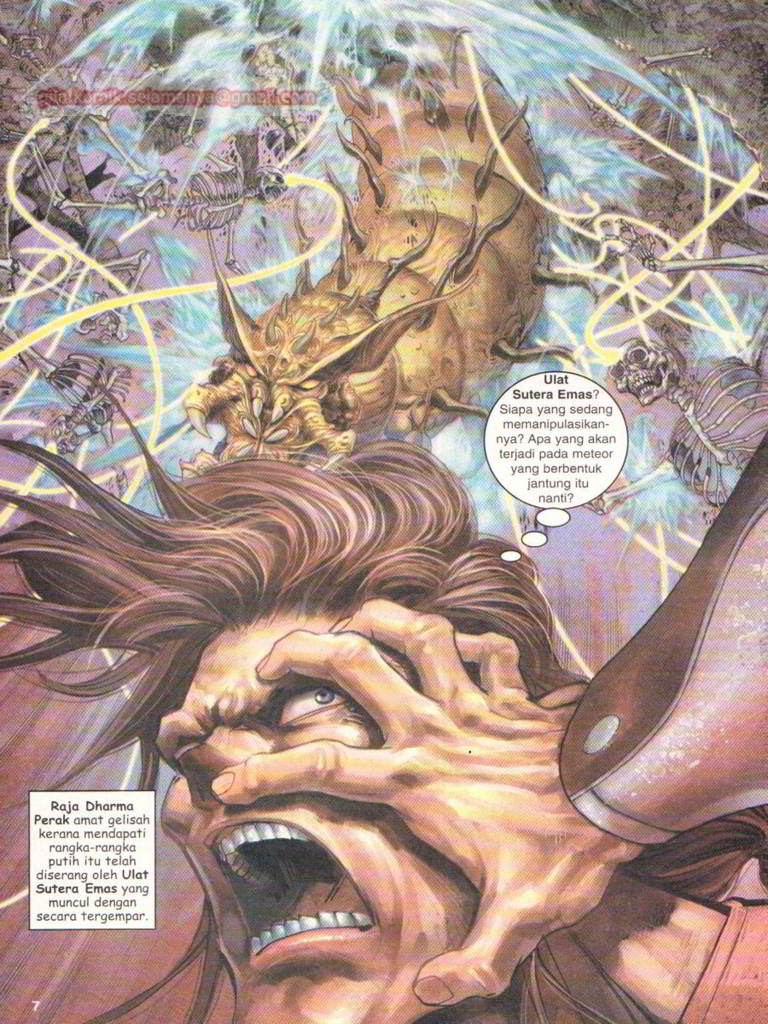 Ulat
Sutera Emas?
Siapa yang sedang
memanipulasikan-
nya? Apa yang akan
terjadi pada meteor
yang berbentuk
jantung itu
nanti?
Raja Dharma
Perak amat gelisah
kerana mendapati
rangka-rangka
putih itu telah
diserang oleh Ulat
Sutera Emas yang
muncul dengan
secara tergempar.
7